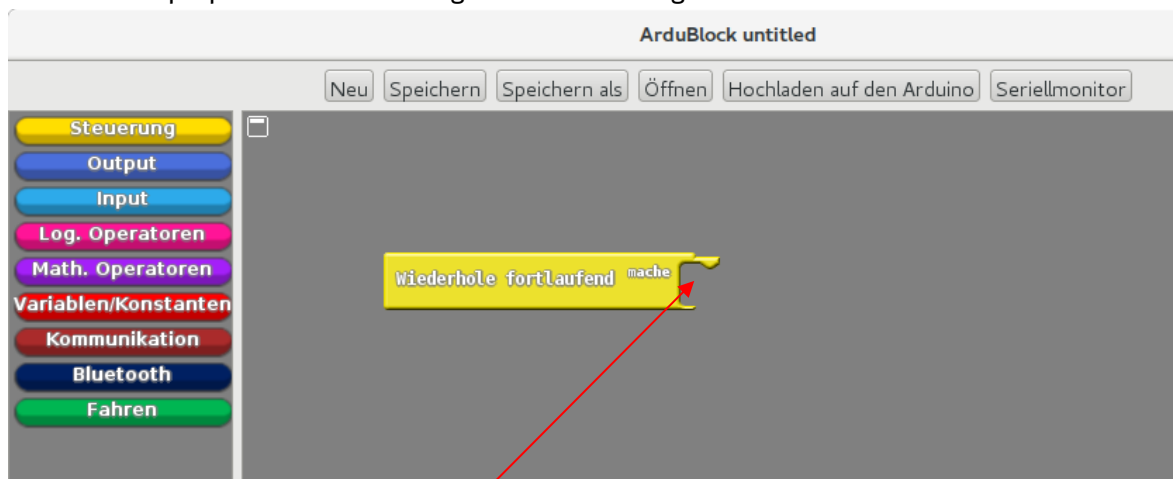 ArduBlock untitled
Neu Speichern Speichern als Öffnen Hochladen auf den Arduino Seriellmonitor
Steuerung
Output
Input
Log. Operatoren
Math. Operatoren
Variablen/Konstanten
Kommunikation
Bluetooth
Fahren
Wiederhole fortlaufend mache